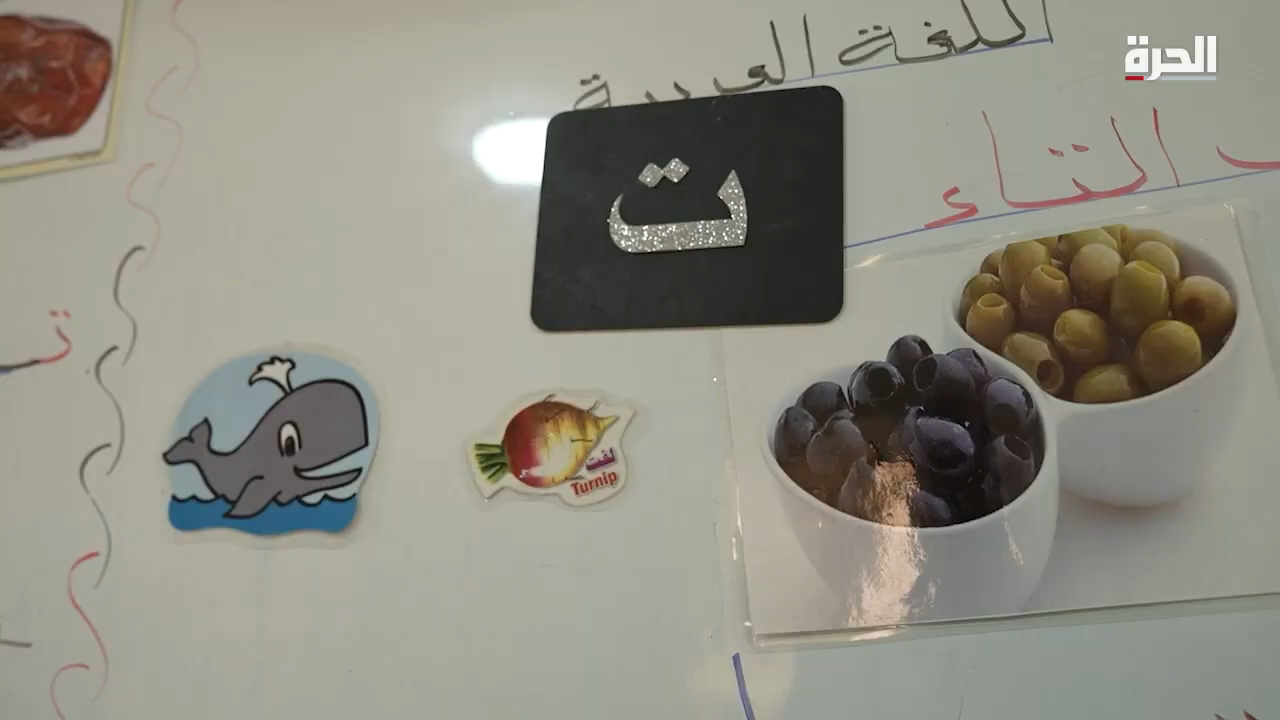 الحرة
اللغة العربية
التاء
ت
ت
لفت
Turnip